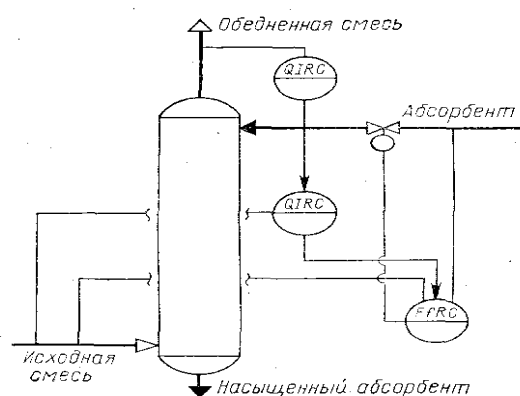 Обедненная смесь
QIRC
Абсорбент
QIRC
FfRC
Исходная
смесь
Насыщенный абсорбент